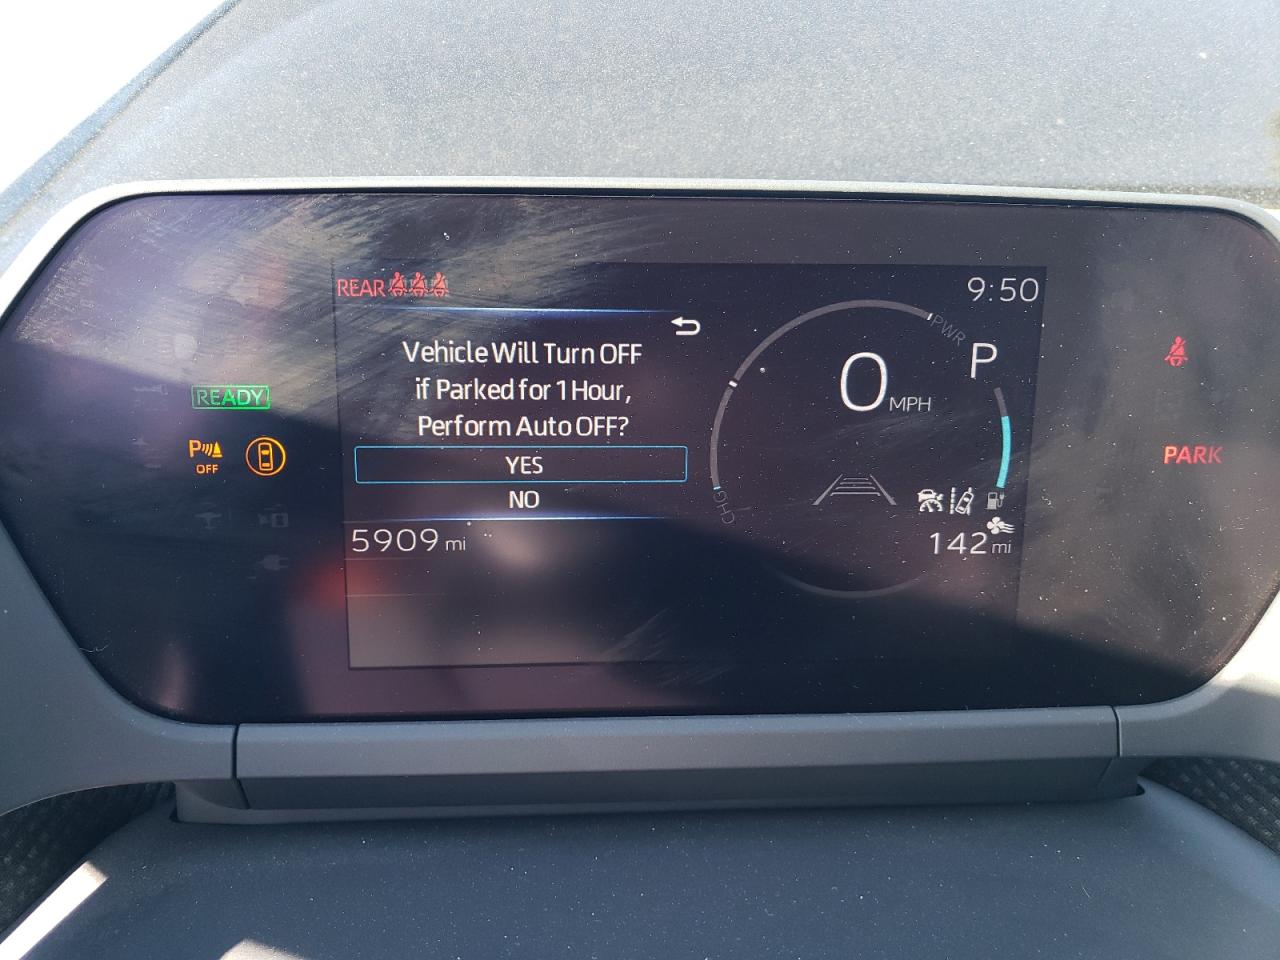 REAR
9:50
Vehicle Will Turn OFF
if Parked for 1 Hour,
Perform Auto OFF?
YES
NO
PWR
P
0 MPH
CHG
READY
P
OFF
PARK
5909 mi
142 mi